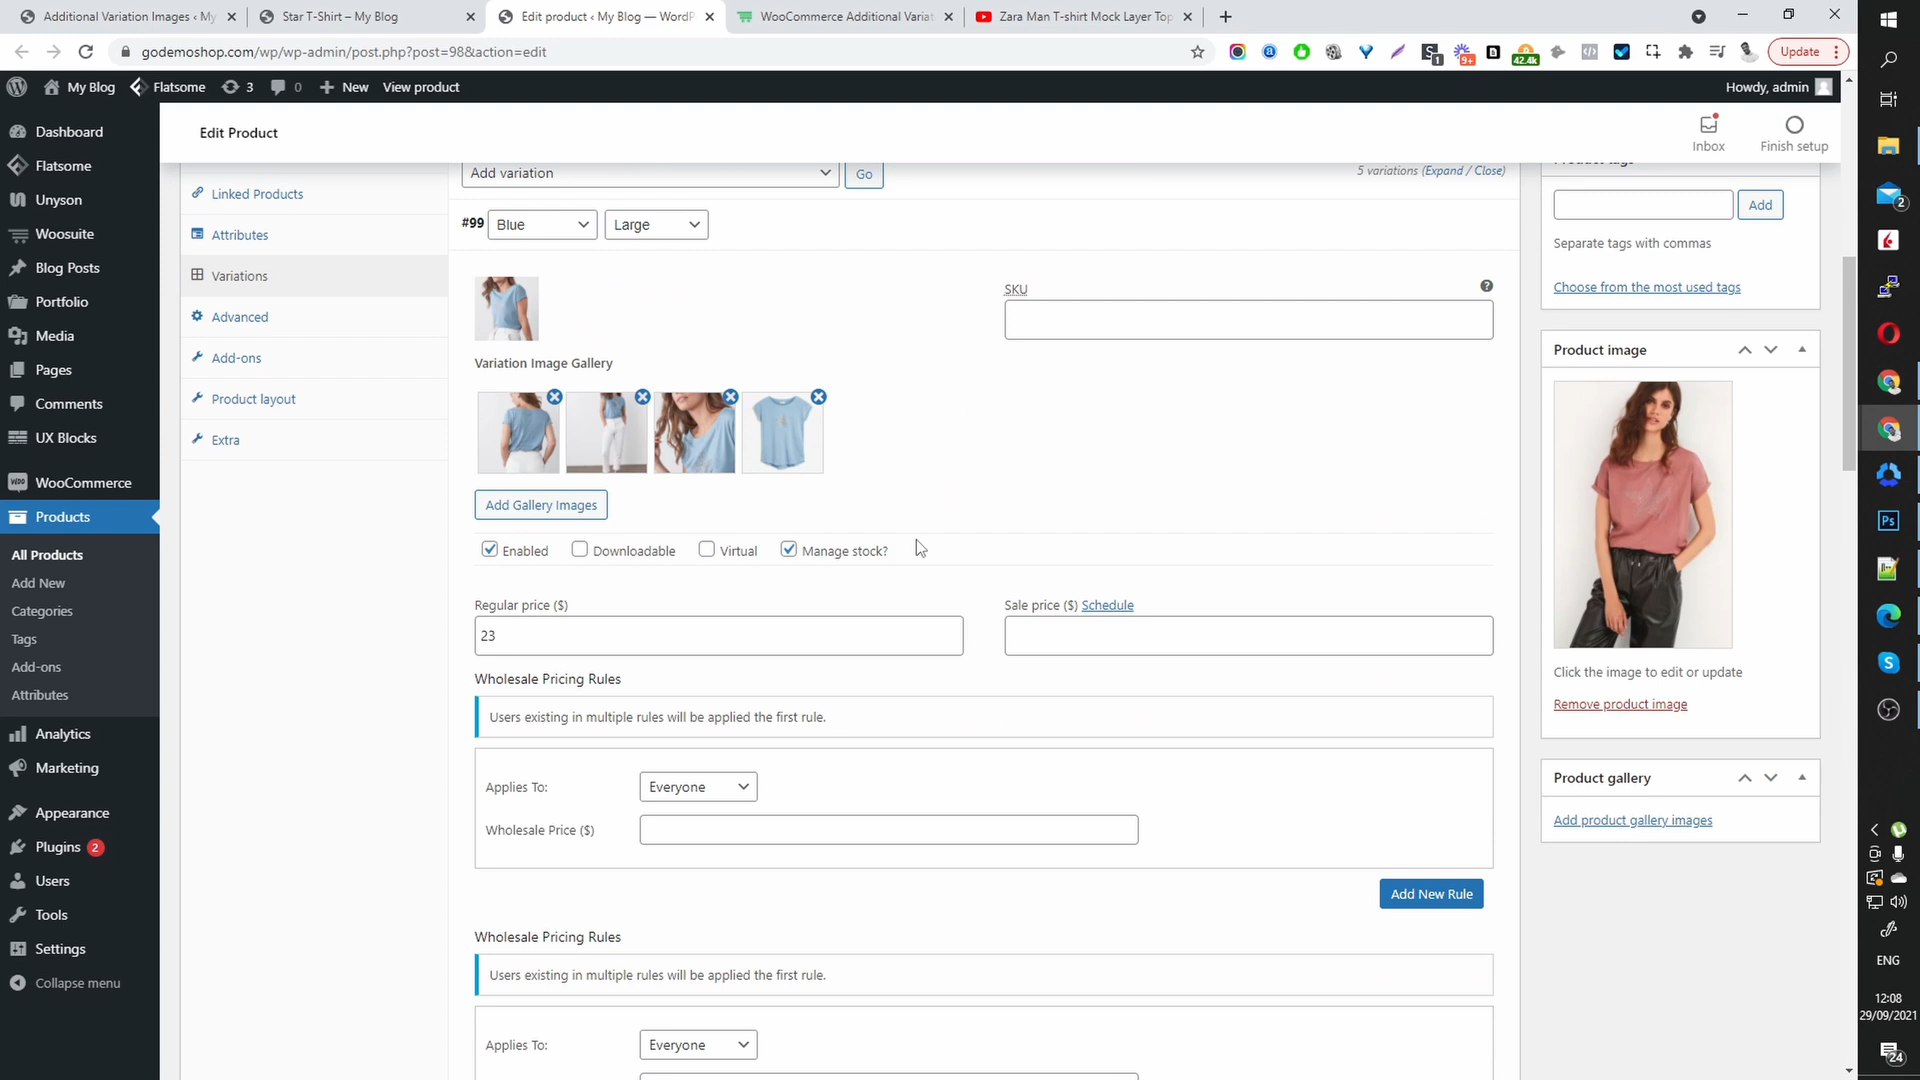 Additional Variation Images ‹ My
Star T-Shirt – My Blog
Edit product ‹ My Blog — WordP
WooCommerce Additional Variat
Zara Man T-shirt Mock Layer Top
godemoshop.com/wp/wp-admin/post.php?post=98&action=edit
1
9+
42.4k
Update
My Blog
Flatsome
3
0
New
View product
Howdy, admin
Edit Product
Inbox
Finish setup
Dashboard
Flatsome
Unyson
Woosuite
Blog Posts
Portfolio
Media
Pages
Comments
UX Blocks
WooCommerce
Products
All Products
Add New
Categories
Tags
Add-ons
Attributes
Analytics
Marketing
Appearance
Plugins 2
Users
Tools
Settings
Collapse menu
Linked Products
Attributes
Variations
Advanced
Add-ons
Product layout
Extra
Add variation
Go
5 variations (Expand / Close)
#99 Blue Large
SKU
Variation Image Gallery
Add Gallery Images
Enabled Downloadable Virtual Manage stock?
Regular price ($)
23
Sale price ($) Schedule
Wholesale Pricing Rules
Users existing in multiple rules will be applied the first rule.
Applies To: Everyone
Wholesale Price ($)
Add New Rule
Wholesale Pricing Rules
Users existing in multiple rules will be applied the first rule.
Applies To: Everyone
Add
Separate tags with commas
Choose from the most used tags
Product image
Click the image to edit or update
Remove product image
Product gallery
Add product gallery images
2
Ps
ENG
12:08
29/09/2021
24